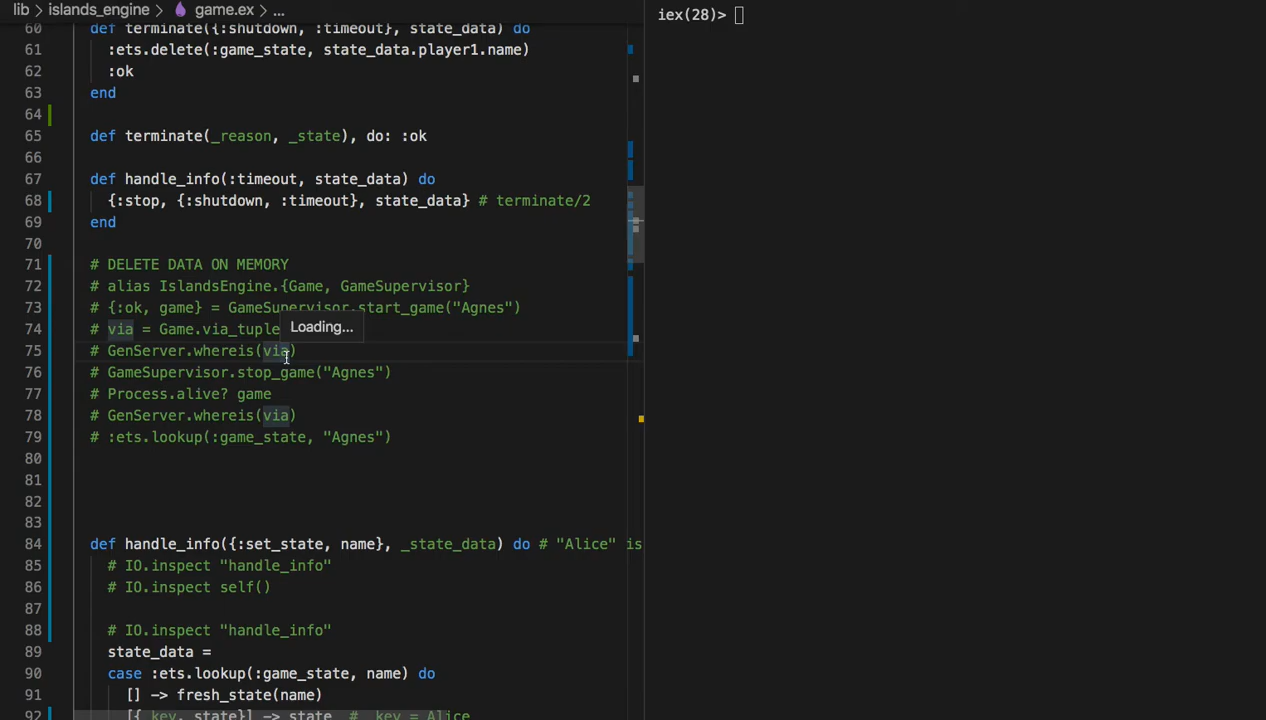 lib > islands_engine > game.ex > ...
iex(28)>
60 def terminate({:shutdown, :timeout}, state_data) do
61 :ets.delete(:game_state, state_data.player1.name)
62 :ok
63 end
64
65 def terminate(_reason, _state), do: :ok
66
67 def handle_info(:timeout, state_data) do
68 {:stop, {:shutdown, :timeout}, state_data} # terminate/2
69 end
70
71 # DELETE DATA ON MEMORY
72 # alias IslandsEngine.{Game, GameSupervisor}
73 # {:ok, game} = GameSupervisor.start_game("Agnes")
74 # via = Game.via_tuple
Loading...
75 # GenServer.whereis(via)
76 # GameSupervisor.stop_game("Agnes")
77 # Process.alive? game
78 # GenServer.whereis(via)
79 # :ets.lookup(:game_state, "Agnes")
80
81
82
83
84 def handle_info({:set_state, name}, _state_data) do # "Alice" is
85 # IO.inspect "handle_info"
86 # IO.inspect self()
87
88 # IO.inspect "handle_info"
89 state_data =
90 case :ets.lookup(:game_state, name) do
91 [] -> fresh_state(name)
92 [{_key, state}] -> state # _key = Alice